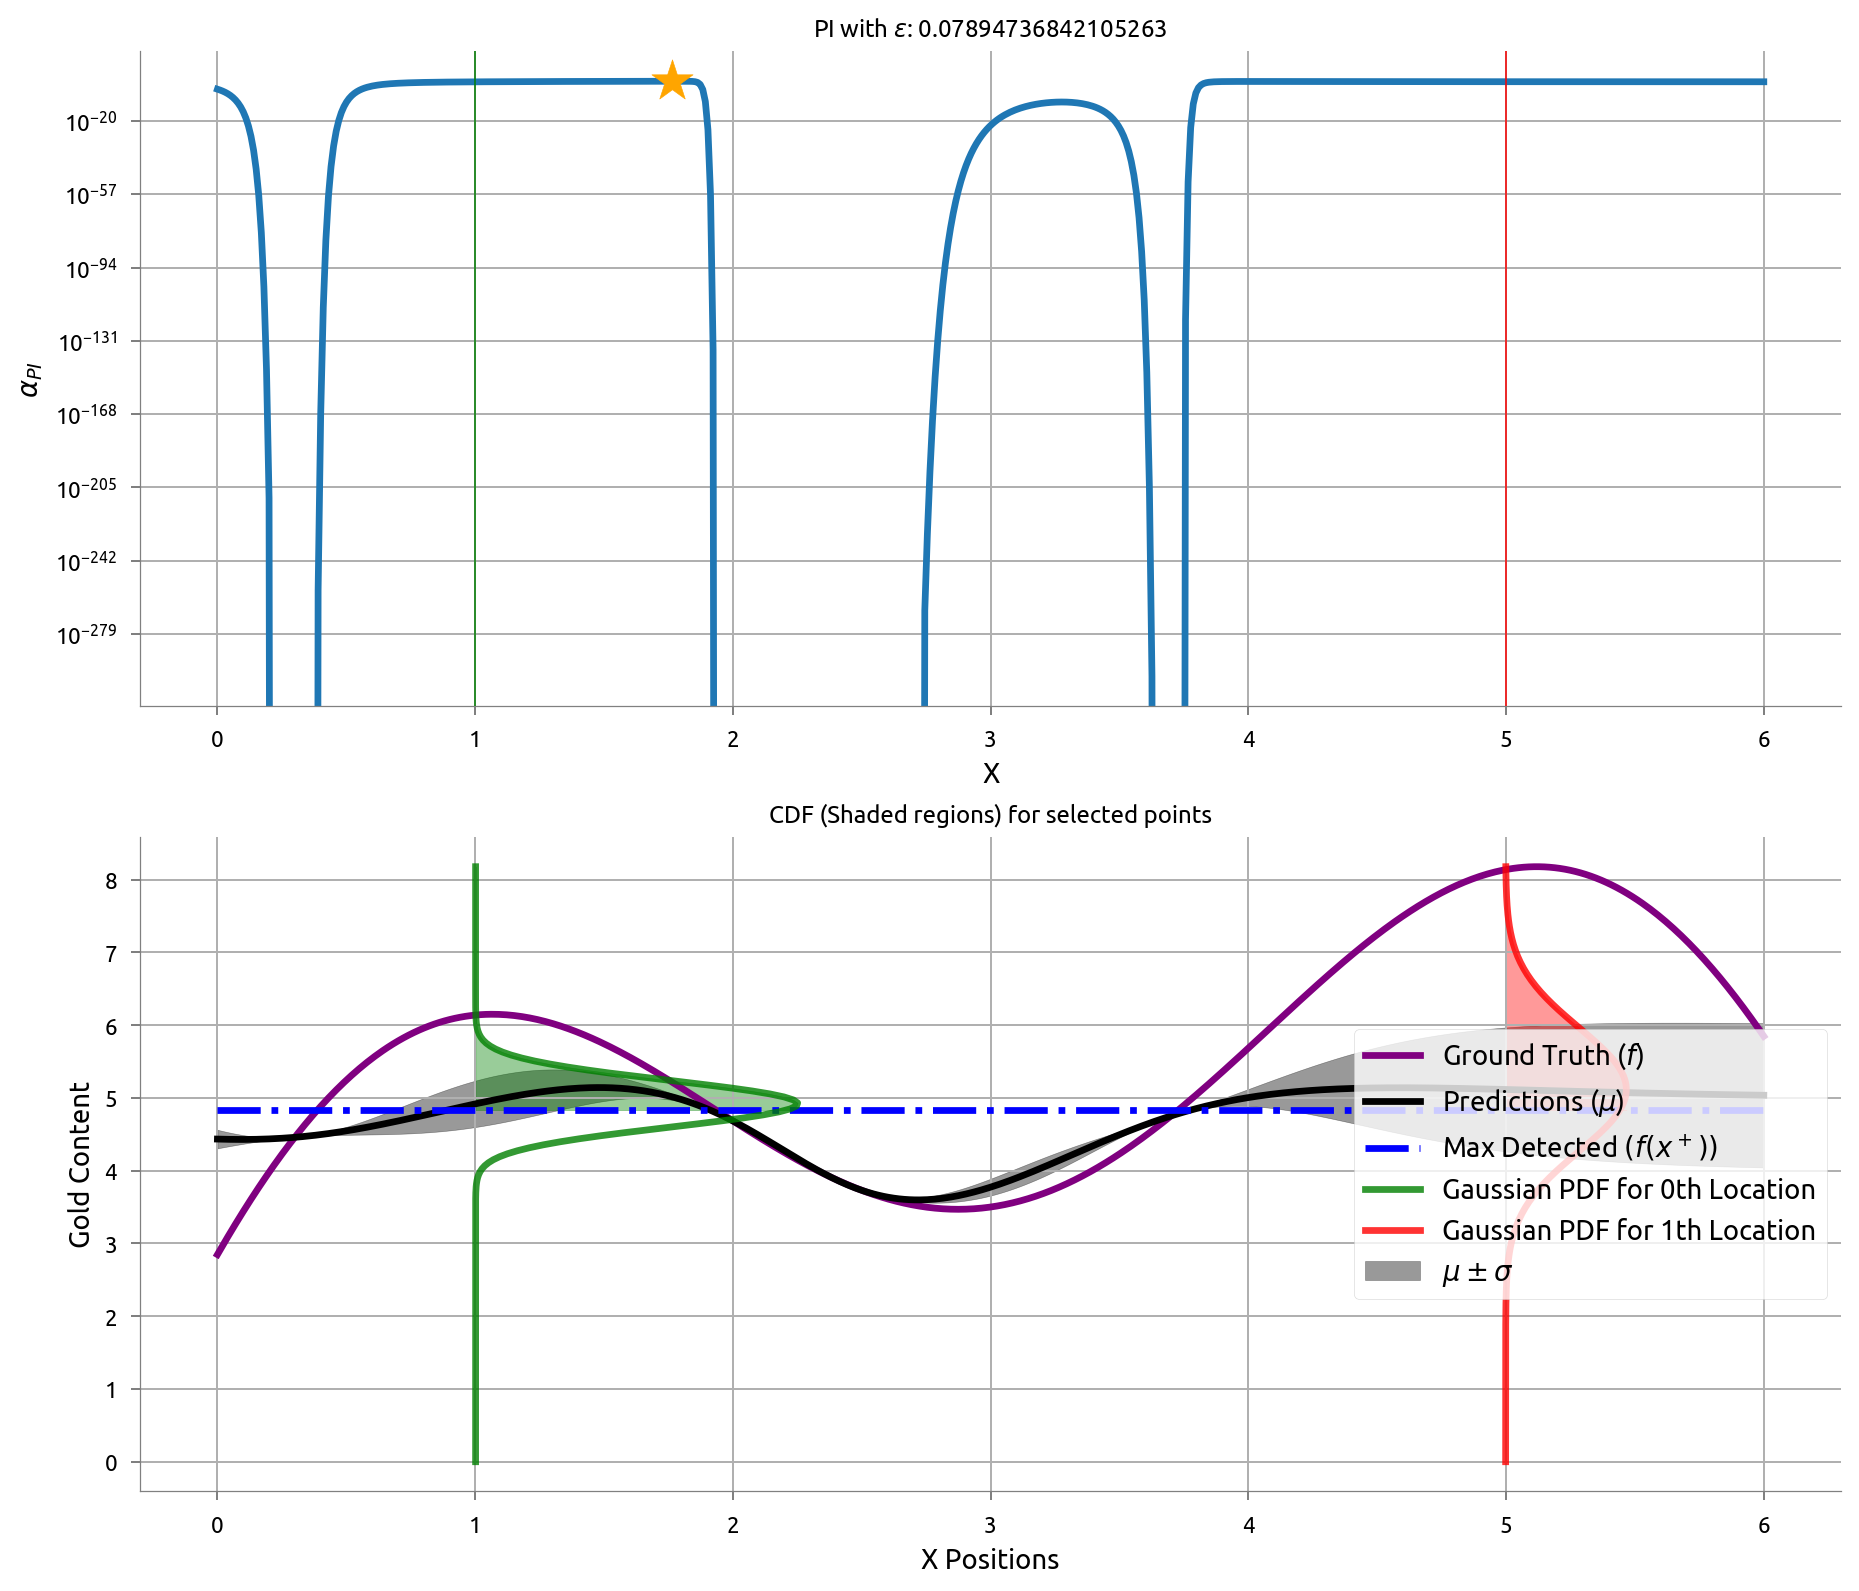 PI with ε: 0.07894736842105263
10⁻²⁰
10⁻⁵⁷
10⁻⁹⁴
10⁻¹³¹
10⁻¹⁶⁸
10⁻²⁰⁵
10⁻²⁴²
10⁻²⁷⁹
α_PI
0 1 2 3 4 5 6
X
CDF (Shaded regions) for selected points
8
7
6
5
4
3
2
1
0
Gold Content
Ground Truth (f)
Predictions (μ)
Max Detected (f(x⁺))
Gaussian PDF for 0th Location
Gaussian PDF for 1th Location
μ ± σ
0 1 2 3 4 5 6
X Positions